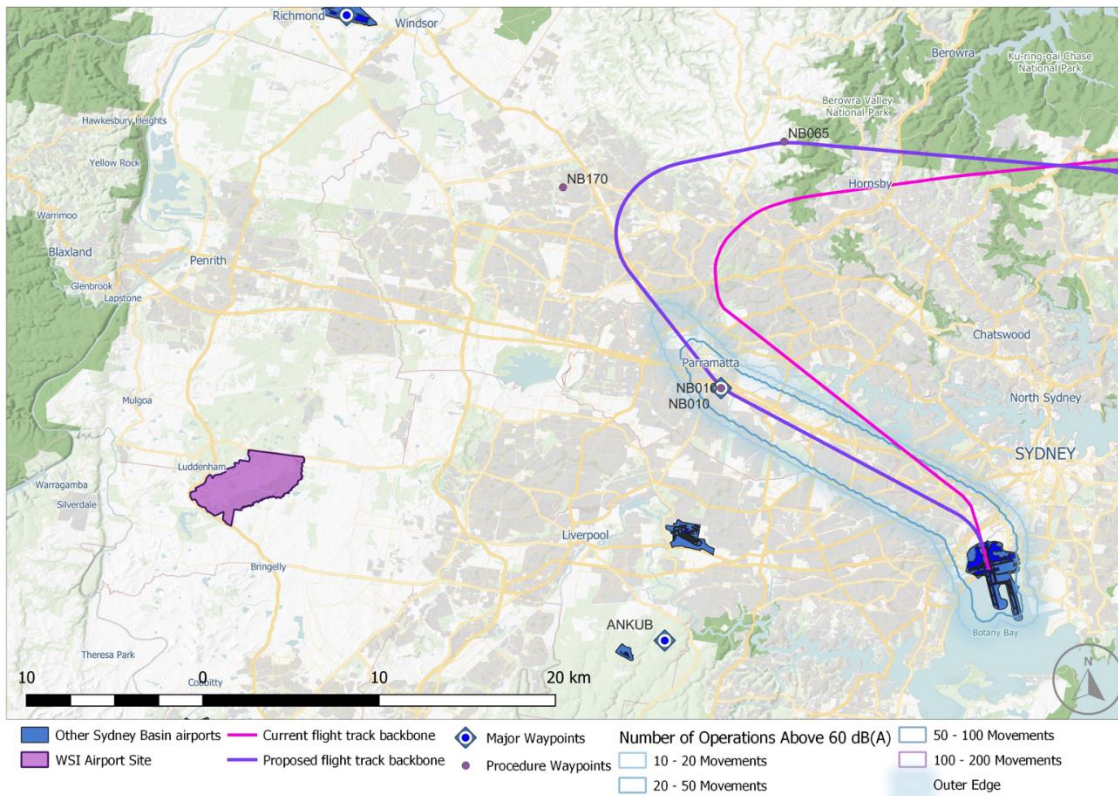 Richmond
Windsor
Berowra
Ku-ring-gai Chase
National Park
Berowra Valley
National Park
Hawkesbury Heights
Yellow Rock
NB065
NB170
Hornsby
Warrimoo
Blaxland
Penrith
Glenbrook
Lapstone
Chatswood
Parramatta
NB010
NB010
North Sydney
Mulgoa
SYDNEY
Luddenham
Warragamba
Silverdale
Liverpool
Bringelly
ANKUB
Botany Bay
Theresa Park
N
10 0 10 20 km
Cobbitty
Other Sydney Basin airports
WSI Airport Site
Current flight track backbone
Proposed flight track backbone
Major Waypoints
Procedure Waypoints
Number of Operations Above 60 dB(A)
10 - 20 Movements
20 - 50 Movements
50 - 100 Movements
100 - 200 Movements
Outer Edge